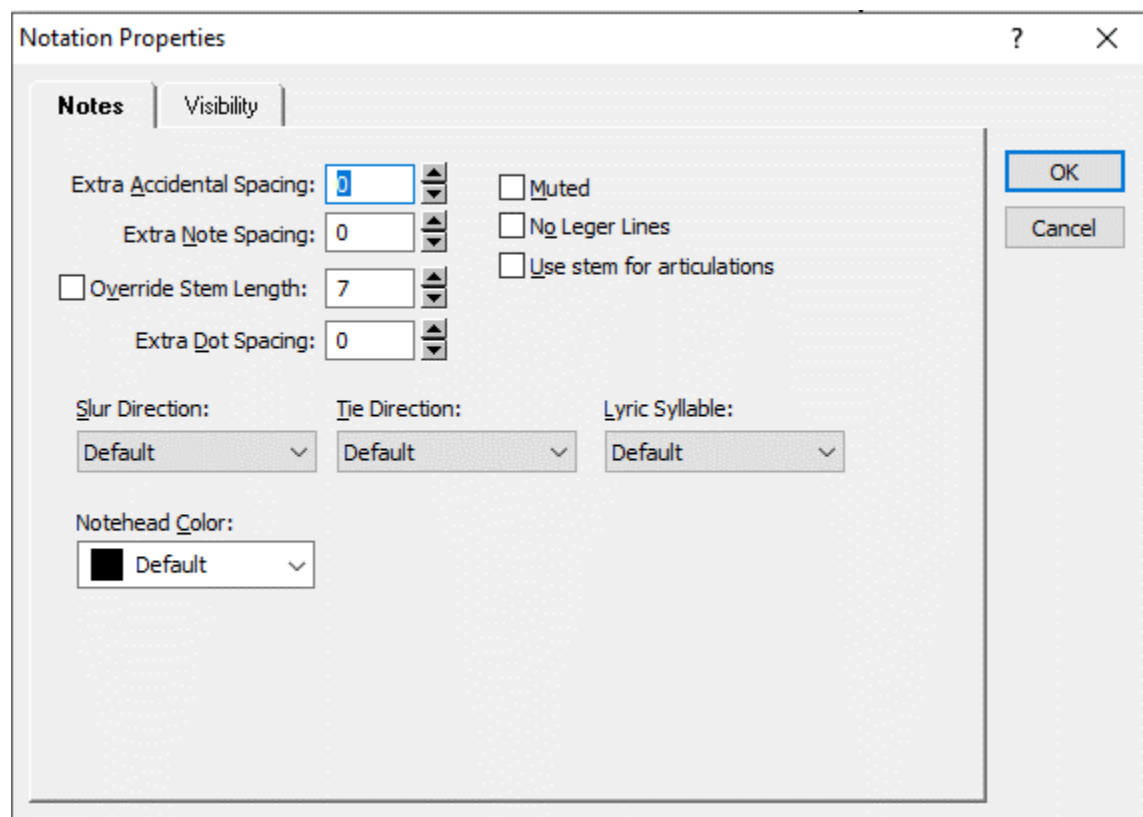 Notation Properties ? ×
Notes Visibility
Extra Accidental Spacing: 0
Extra Note Spacing: 0
Override Stem Length: 7
Extra Dot Spacing: 0
Muted
No Leger Lines
Use stem for articulations
OK
Cancel
Slur Direction: Tie Direction: Lyric Syllable:
Default Default Default
Notehead Color:
Default